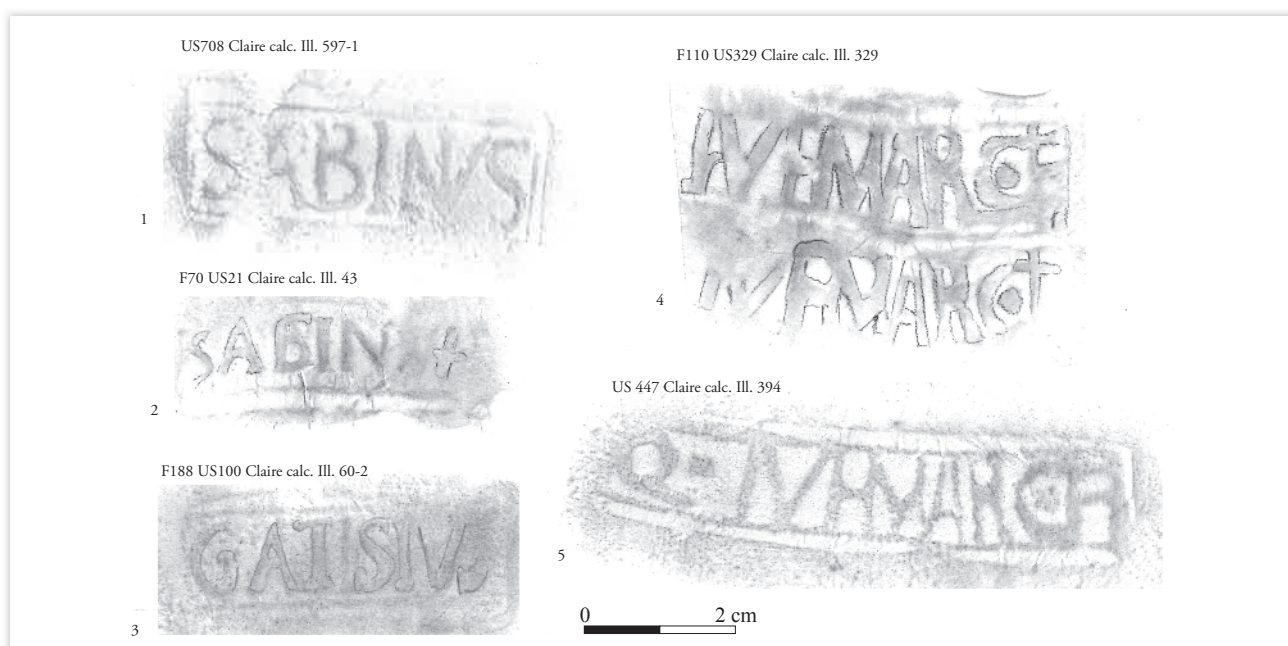 US708 Claire calc. Ill. 597-1
SABINVS
1
F70 US21 Claire calc. Ill. 43
SABIN
2
F188 US100 Claire calc. Ill. 60-2
3
F110 US329 Claire calc. Ill. 329
4
US 447 Claire calc. Ill. 394
5
0 2 cm